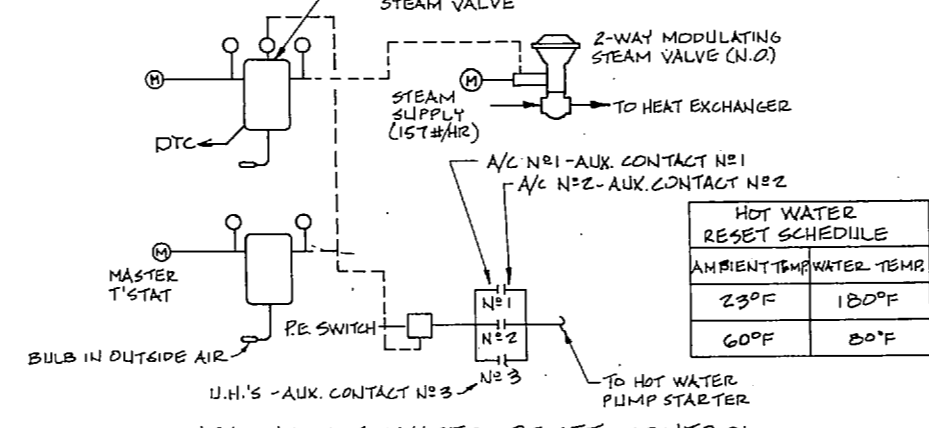 STEAM VALVE
2-WAY MODULATING
STEAM VALVE (N.O.)
M
M
STEAM
SUPPLY
(157#/HR)
TO HEAT EXCHANGER
DTC
A/C Nº1-AUX. CONTACT Nº1
A/C Nº2-AUX. CONTACT Nº2
HOT WATER
RESET SCHEDULE
AMBIENT TEMP. WATER TEMP.
23°F 180°F
60°F 80°F
M
MASTER
T'STAT
Nº1
P.E. SWITCH
Nº2
BULB IN OUTSIDE AIR
Nº3
U.H.'S - AUX. CONTACT Nº3
TO HOT WATER
PUMP STARTER